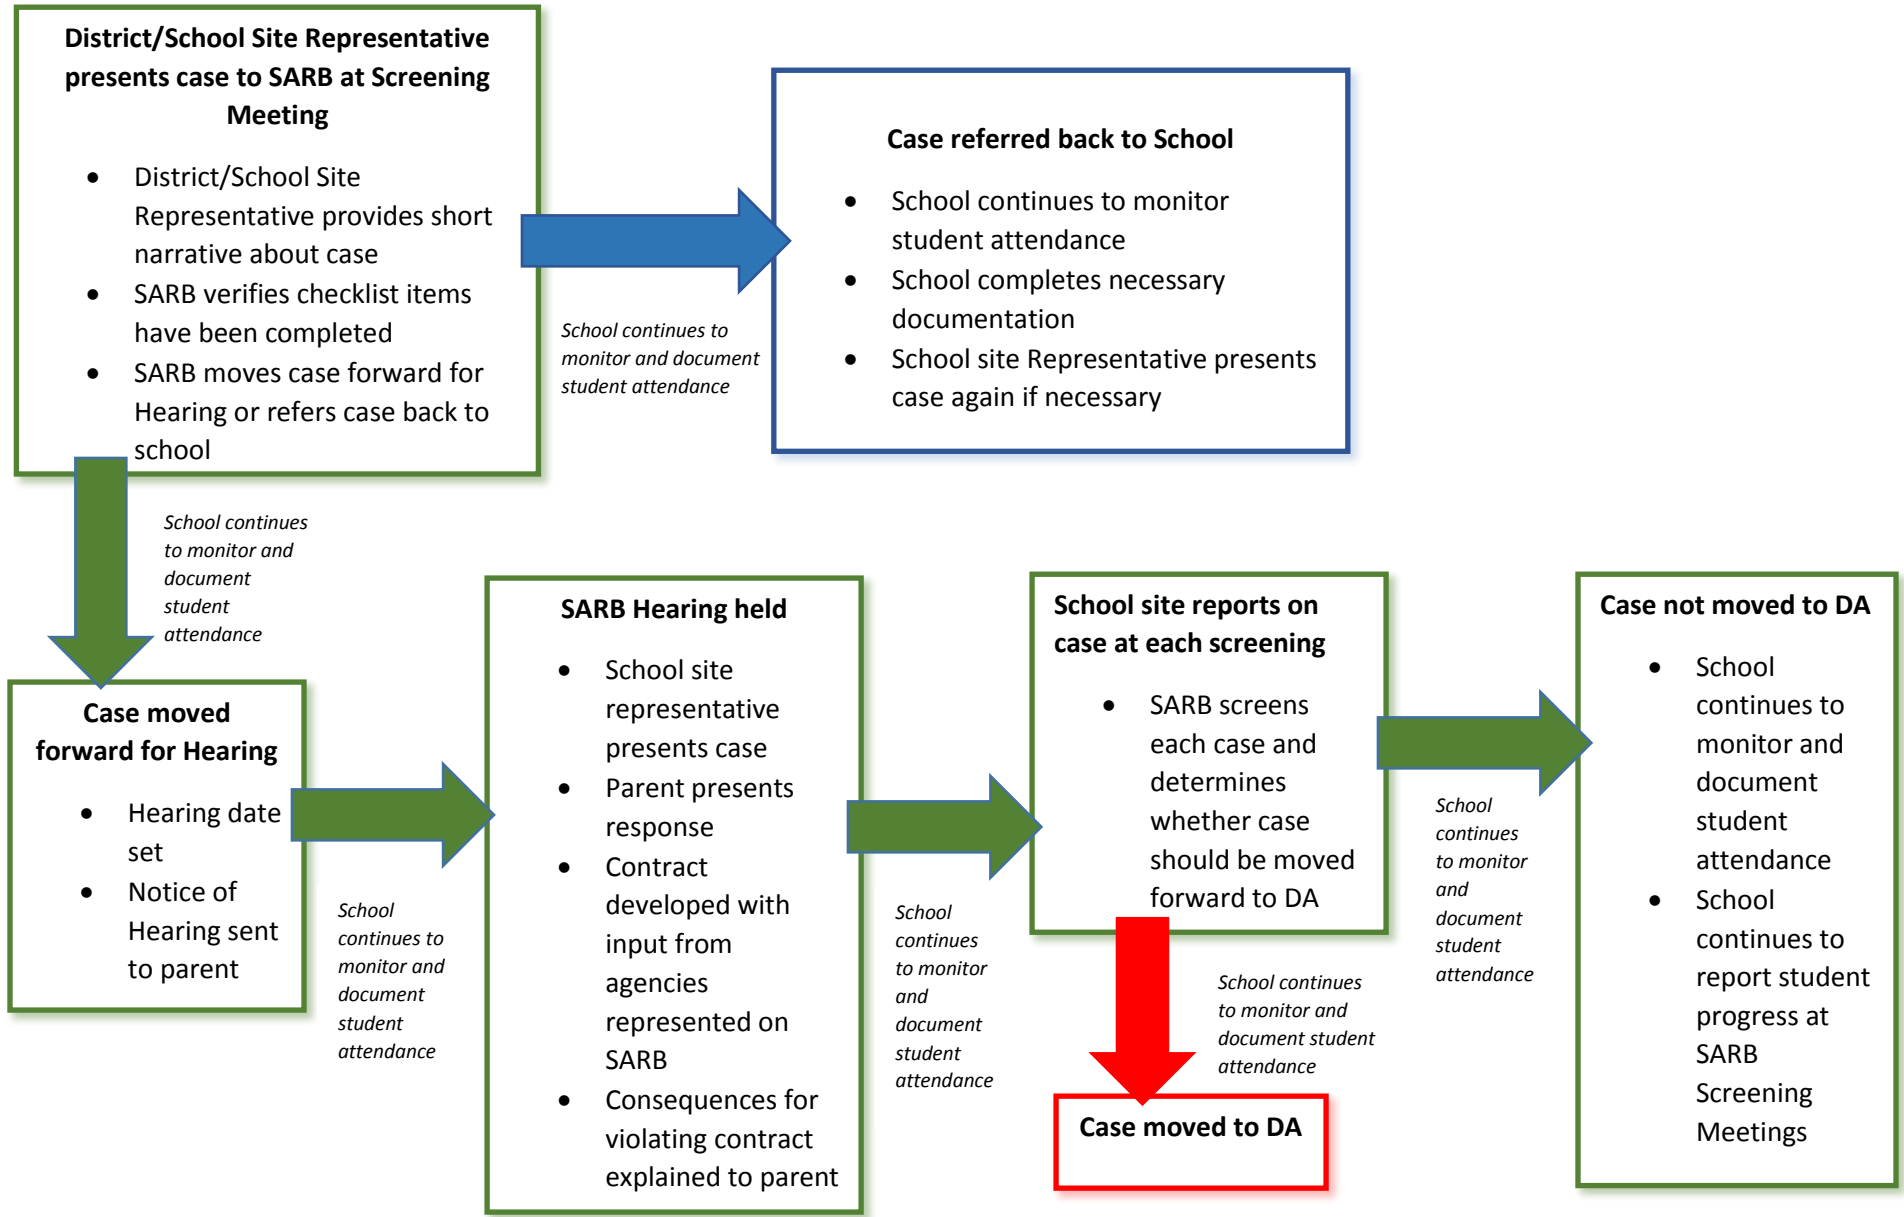 District/School Site Representative
presents case to SARB at Screening
Meeting
• District/School Site
Representative provides short
narrative about case
• SARB verifies checklist items
have been completed
• SARB moves case forward for
Hearing or refers case back to
school
School continues to
monitor and document
student attendance
Case referred back to School
• School continues to monitor
student attendance
• School completes necessary
documentation
• School site Representative presents
case again if necessary
School continues
to monitor and
document
student
attendance
Case moved
forward for Hearing
• Hearing date
set
• Notice of
Hearing sent
to parent
School
continues to
monitor and
document
student
attendance
SARB Hearing held
• School site
representative
presents case
• Parent presents
response
• Contract
developed with
input from
agencies
represented on
SARB
• Consequences for
violating contract
explained to parent
School
continues
to monitor
and
document
student
attendance
School site reports on
case at each screening
• SARB screens
each case and
determines
whether case
should be moved
forward to DA
School continues
to monitor and
document student
attendance
Case moved to DA
School
continues
to monitor
and
document
student
attendance
Case not moved to DA
• School
continues to
monitor and
document
student
attendance
• School
continues to
report student
progress at
SARB
Screening
Meetings